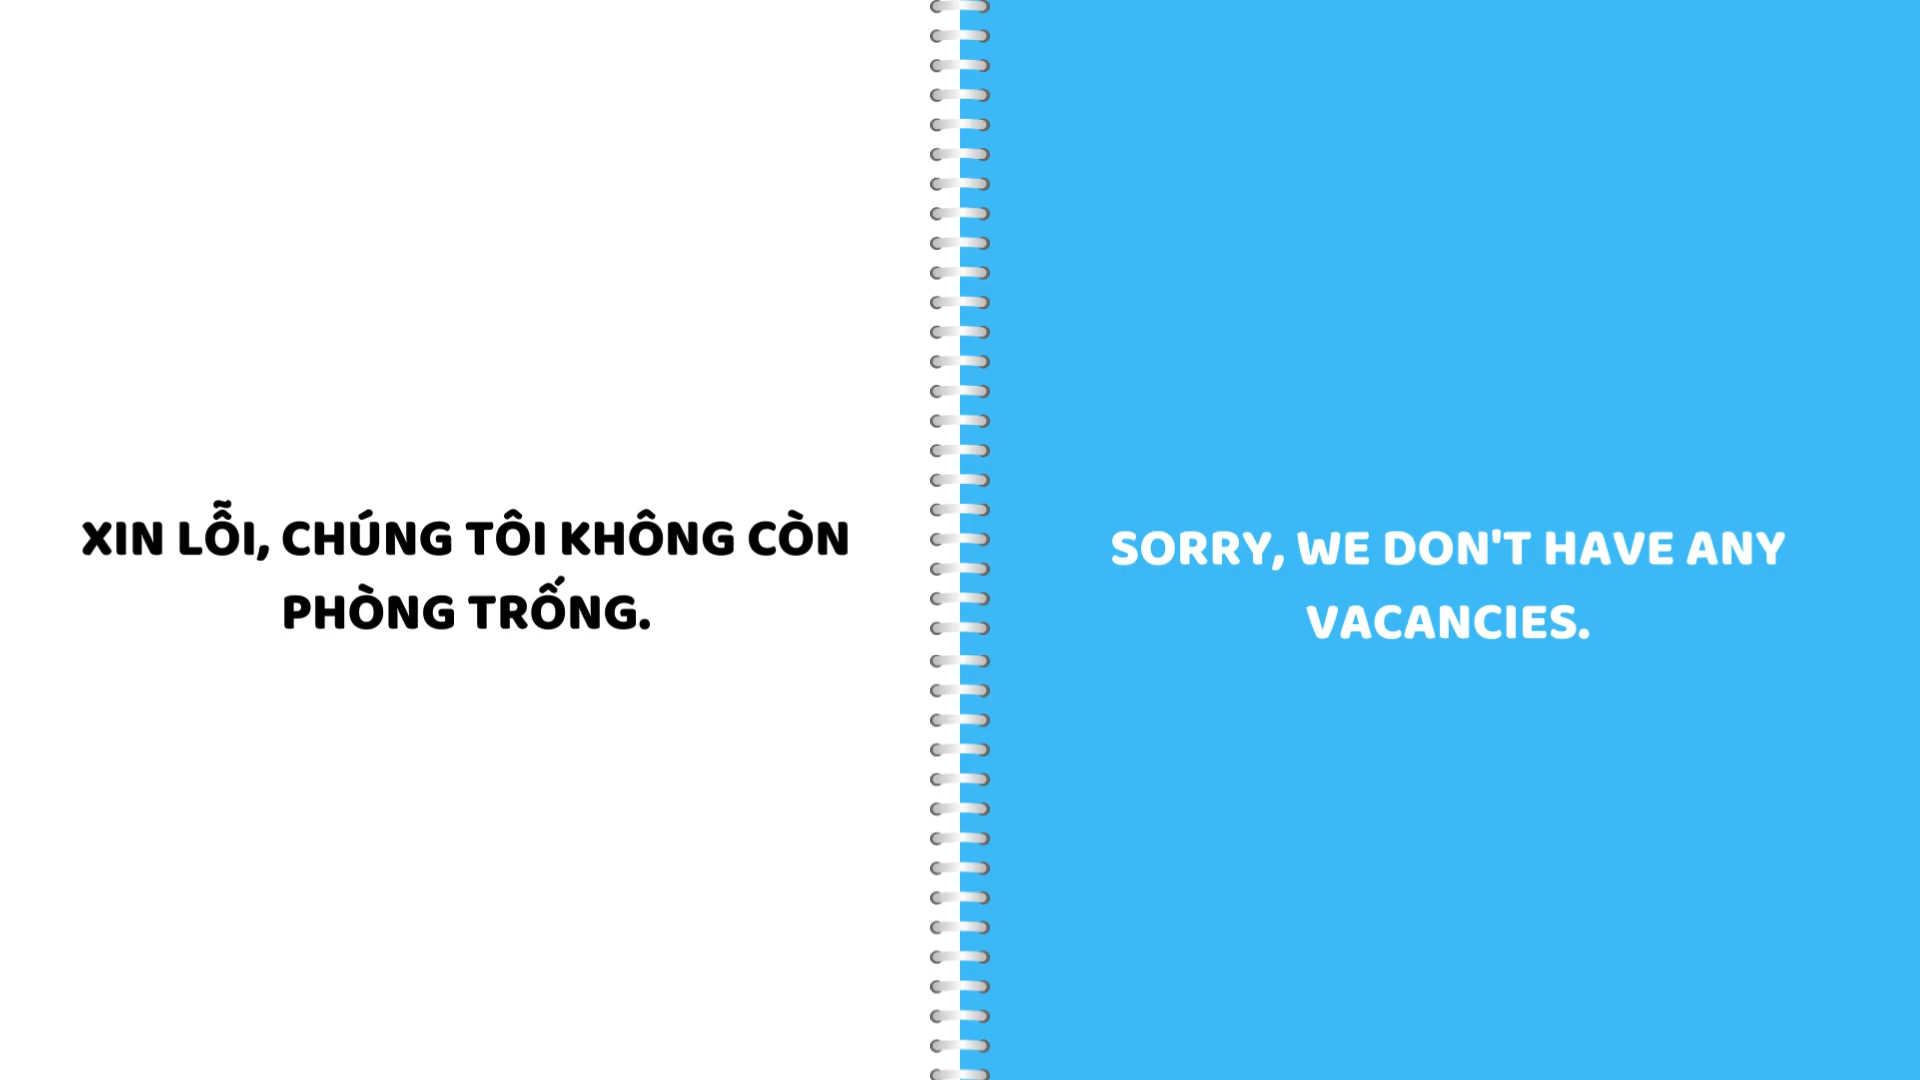 XIN LỖI, CHÚNG TÔI KHÔNG CÒN
PHÒNG TRỐNG.
SORRY, WE DON'T HAVE ANY
VACANCIES.